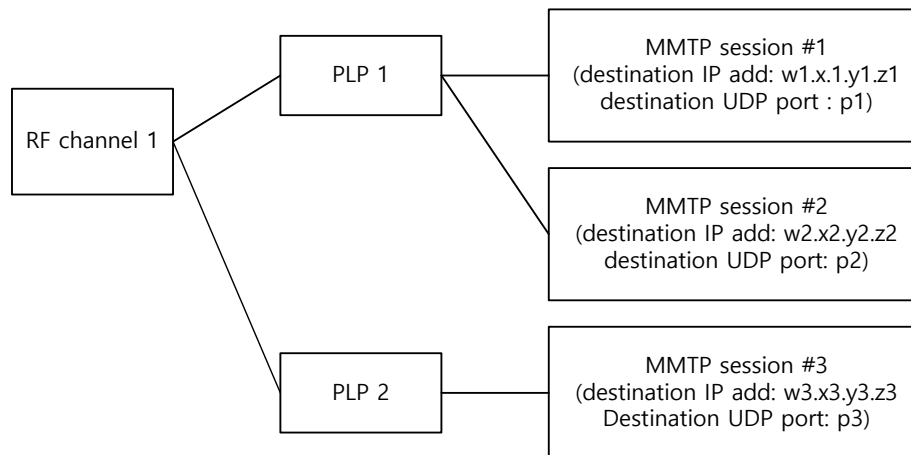 RF channel 1
PLP 1
PLP 2
MMTP session #1
(destination IP add: w1.x.1.y1.z1
destination UDP port : p1)
MMTP session #2
(destination IP add: w2.x2.y2.z2
destination UDP port: p2)
MMTP session #3
(destination IP add: w3.x3.y3.z3
Destination UDP port: p3)